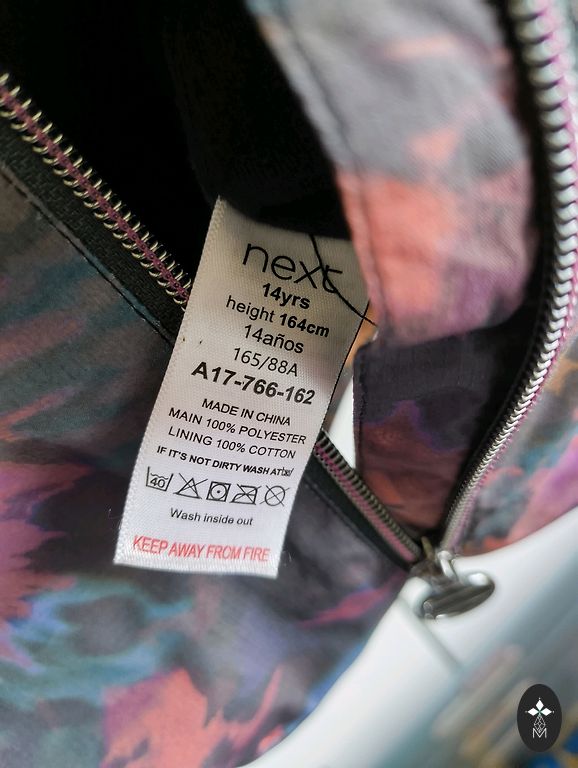 next
14yrs
height 164cm
14años
165/88A
A17-766-162
MADE IN CHINA
MAIN 100% POLYESTER
LINING 100% COTTON
IF IT'S NOT DIRTY WASH AT
40
Wash inside out
KEEP AWAY FROM FIRE
M